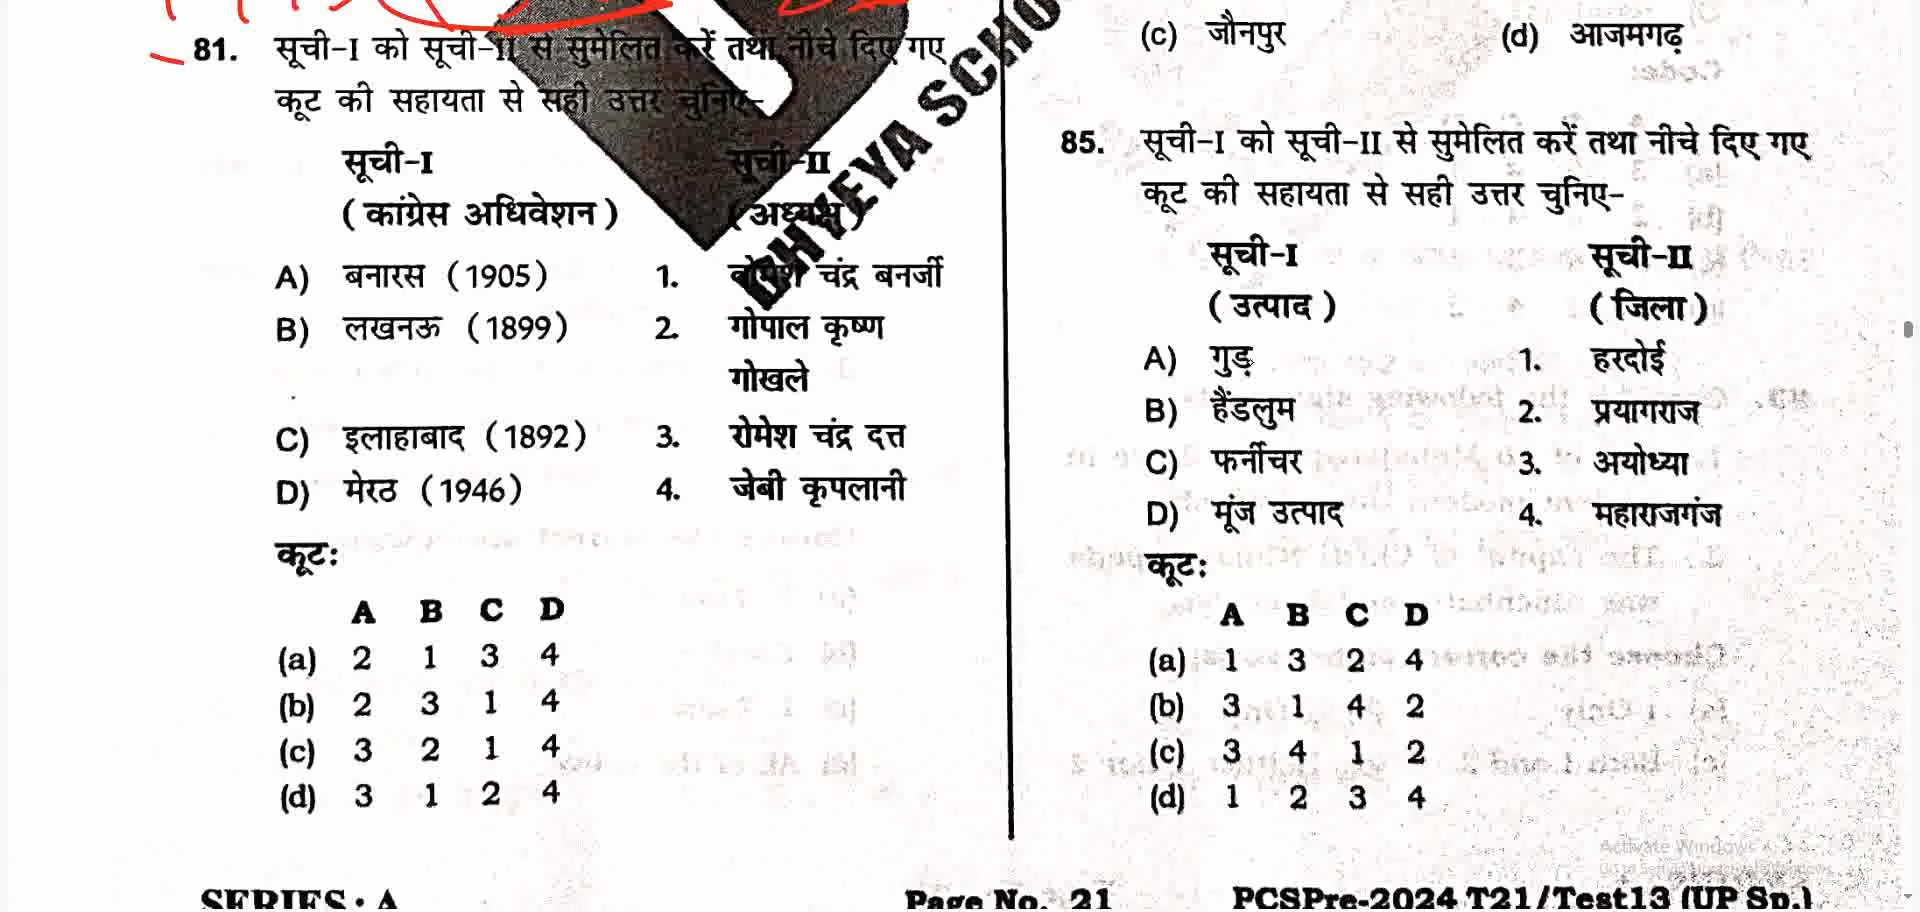 81. सूची-I को सूची-II से सुमेलित करें तथा नीचे दिए गए
कूट की सहायता से सही उत्तर चुनिए-
सूची-I सूची-II
(कांग्रेस अधिवेशन) (अध्यक्ष)
A) बनारस (1905) 1. वोमेश चंद्र बनर्जी
B) लखनऊ (1899) 2. गोपाल कृष्ण
गोखले
C) इलाहाबाद (1892) 3. रोमेश चंद्र दत्त
D) मेरठ (1946) 4. जेबी कृपलानी
कूटः
A B C D
(a) 2 1 3 4
(b) 2 3 1 4
(c) 3 2 1 4
(d) 3 1 2 4
DHYEYA SCHO
(c) जौनपुर (d) आजमगढ़
85. सूची-I को सूची-II से सुमेलित करें तथा नीचे दिए गए
कूट की सहायता से सही उत्तर चुनिए-
सूची-I सूची-II
(उत्पाद) (जिला)
A) गुड़ 1. हरदोई
B) हैंडलुम 2. प्रयागराज
C) फर्नीचर 3. अयोध्या
D) मूंज उत्पाद 4. महाराजगंज
कूटः
A B C D
(a) 1 3 2 4
(b) 3 1 4 2
(c) 3 4 1 2
(d) 1 2 3 4
Activate Windows
SERIES : A Page No. 21 PCSPre-2024 T21/Test13 (UP Sp.)